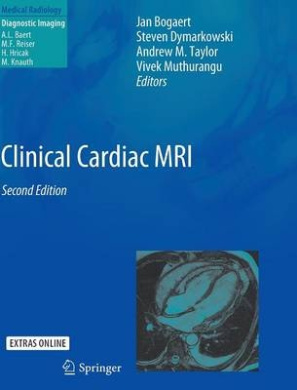 Medical Radiology
Diagnostic Imaging
A.L. Baert
M.F. Reiser
H. Hricak
M. Knauth
Jan Bogaert
Steven Dymarkowski
Andrew M. Taylor
Vivek Muthurangu
Editors
Clinical Cardiac MRI
Second Edition
EXTRAS ONLINE
Springer